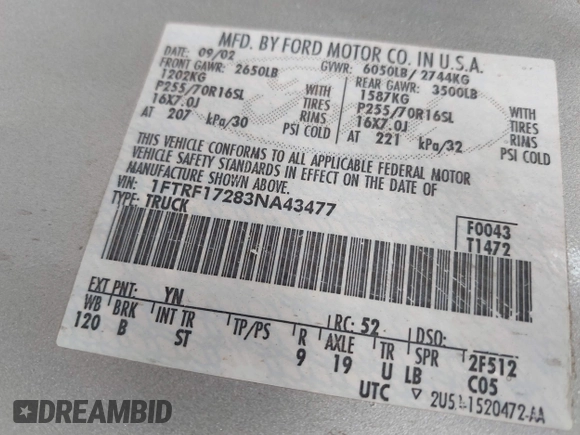 MFD. BY FORD MOTOR CO. IN U.S.A.
DATE: 09/02 GVWR: 6050LB/ 2744KG
FRONT GAWR: 2650LB REAR GAWR: 3500LB
1202KG 1587KG
P255/70R16SL WITH TIRES P255/70R16SL WITH TIRES
16X7.0J RIMS 16X7.0J RIMS
AT 207 kPa/30 PSI COLD AT 221 kPa/32 PSI COLD
THIS VEHICLE CONFORMS TO ALL APPLICABLE FEDERAL MOTOR
VEHICLE SAFETY STANDARDS IN EFFECT ON THE DATE OF
MANUFACTURE SHOWN ABOVE.
VIN: 1FTRF17283NA43477
TYPE: TRUCK
F0043
T1472
EXT PNT: YN RC: 52 DSO:
WB BRK INT TR TP/PS R AXLE TR SPR 2F512
120 B ST 9 19 U LB C05
UTC 1520472-AA
DREAMBID